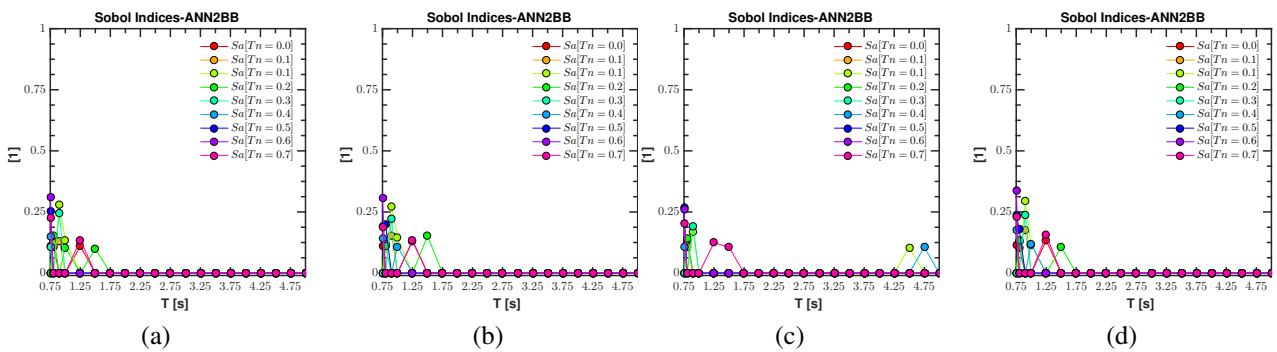 Sobol Indices-ANN2BB
1
0.75
0.5
0.25
0
[1]
Sa[Tn = 0.0]
Sa[Tn = 0.1]
Sa[Tn = 0.1]
Sa[Tn = 0.2]
Sa[Tn = 0.3]
Sa[Tn = 0.4]
Sa[Tn = 0.5]
Sa[Tn = 0.6]
Sa[Tn = 0.7]
0.75 1.25 1.75 2.25 2.75 3.25 3.75 4.25 4.75
T [s]
(a)
Sobol Indices-ANN2BB
1
0.75
0.5
0.25
0
[1]
Sa[Tn = 0.0]
Sa[Tn = 0.1]
Sa[Tn = 0.1]
Sa[Tn = 0.2]
Sa[Tn = 0.3]
Sa[Tn = 0.4]
Sa[Tn = 0.5]
Sa[Tn = 0.6]
Sa[Tn = 0.7]
0.75 1.25 1.75 2.25 2.75 3.25 3.75 4.25 4.75
T [s]
(b)
Sobol Indices-ANN2BB
1
0.75
0.5
0.25
0
[1]
Sa[Tn = 0.0]
Sa[Tn = 0.1]
Sa[Tn = 0.1]
Sa[Tn = 0.2]
Sa[Tn = 0.3]
Sa[Tn = 0.4]
Sa[Tn = 0.5]
Sa[Tn = 0.6]
Sa[Tn = 0.7]
0.75 1.25 1.75 2.25 2.75 3.25 3.75 4.25 4.75
T [s]
(c)
Sobol Indices-ANN2BB
1
0.75
0.5
0.25
0
[1]
Sa[Tn = 0.0]
Sa[Tn = 0.1]
Sa[Tn = 0.1]
Sa[Tn = 0.2]
Sa[Tn = 0.3]
Sa[Tn = 0.4]
Sa[Tn = 0.5]
Sa[Tn = 0.6]
Sa[Tn = 0.7]
0.75 1.25 1.75 2.25 2.75 3.25 3.75 4.25 4.75
T [s]
(d)